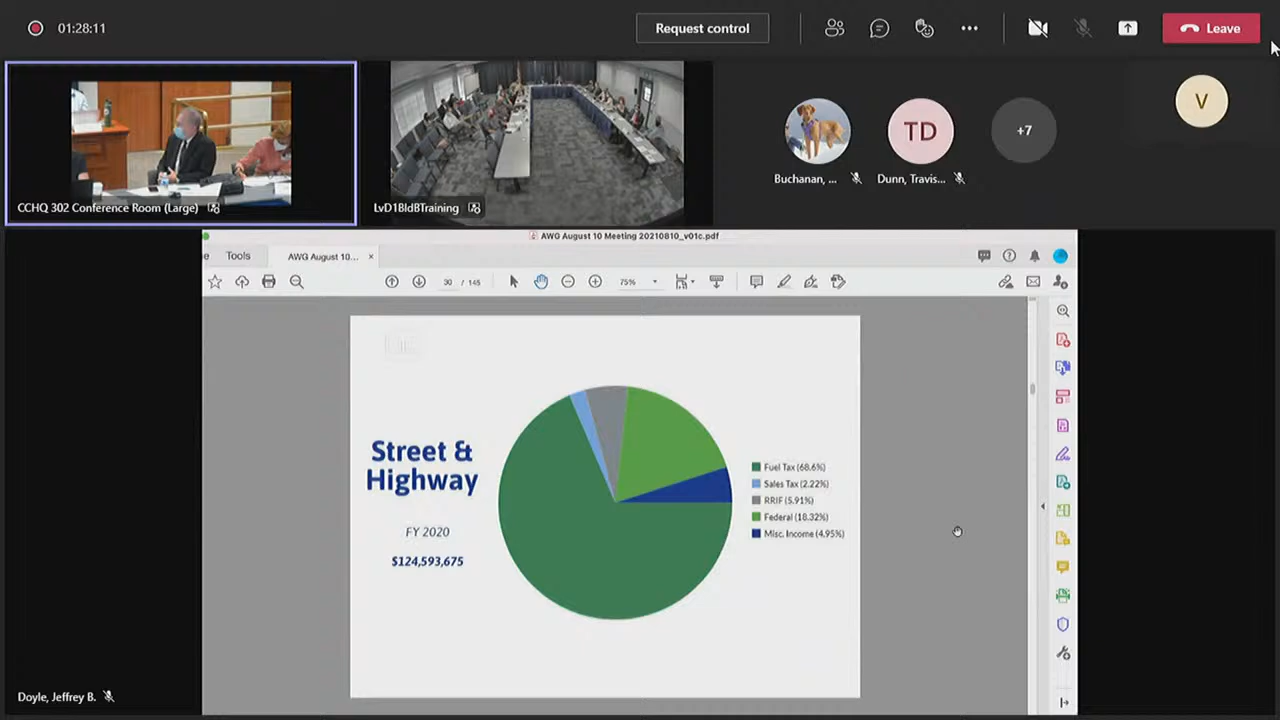 01:28:11
Request control
Leave
CCHQ 302 Conference Room (Large)
LvD1BldBTraining
Buchanan, ...
TD
Dunn, Travis...
+7
V
AWG August 10 Meeting 20210810_v01c.pdf
e
Tools
AWG August 10...
30 / 145
75%
Street &
Highway
FY 2020
$124,593,675
Fuel Tax (68.6%)
Sales Tax (2.22%)
RRIF (5.91%)
Federal (18.32%)
Misc. Income (4.95%)
Doyle, Jeffrey B.